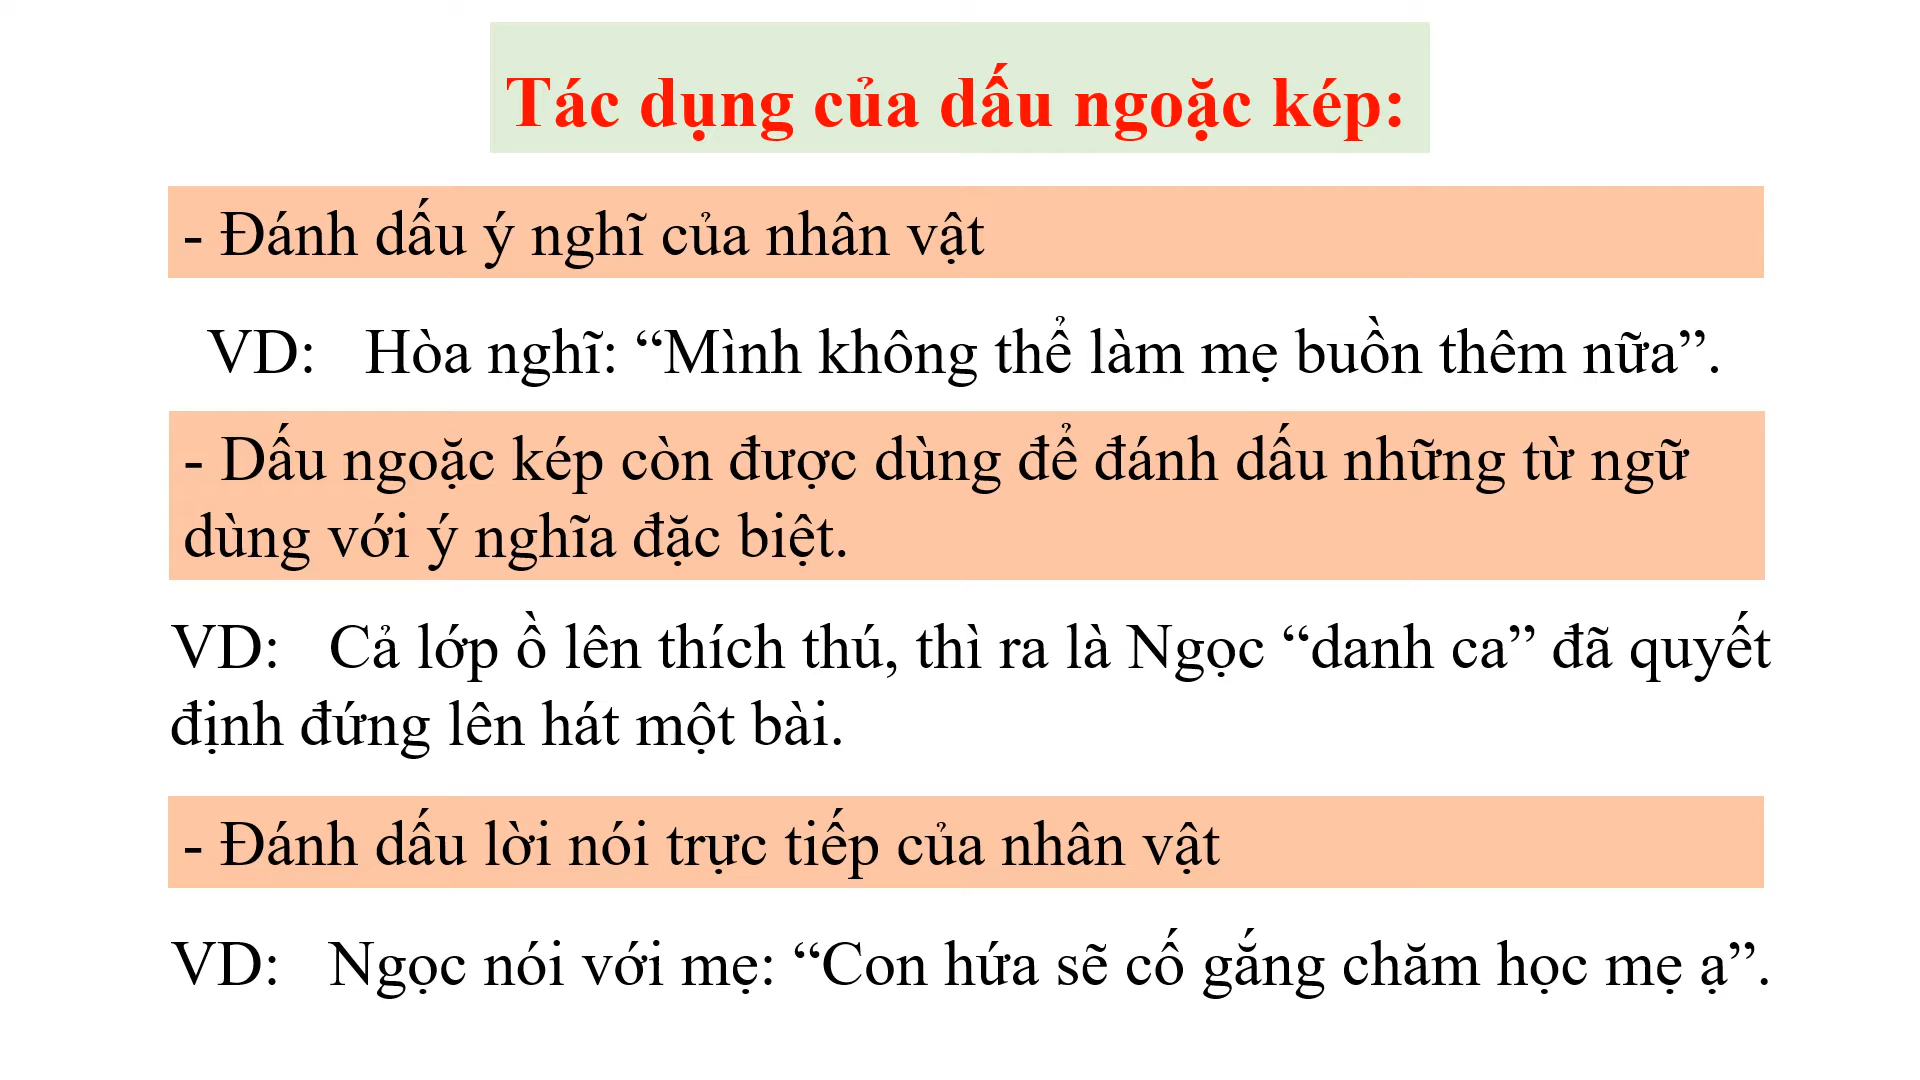 Tác dụng của dấu ngoặc kép:
- Đánh dấu ý nghĩ của nhân vật
VD: Hòa nghĩ: “Mình không thể làm mẹ buồn thêm nữa”.
- Dấu ngoặc kép còn được dùng để đánh dấu những từ ngữ
dùng với ý nghĩa đặc biệt.
VD: Cả lớp ồ lên thích thú, thì ra là Ngọc “danh ca” đã quyết
định đứng lên hát một bài.
- Đánh dấu lời nói trực tiếp của nhân vật
VD: Ngọc nói với mẹ: “Con hứa sẽ cố gắng chăm học mẹ ạ”.